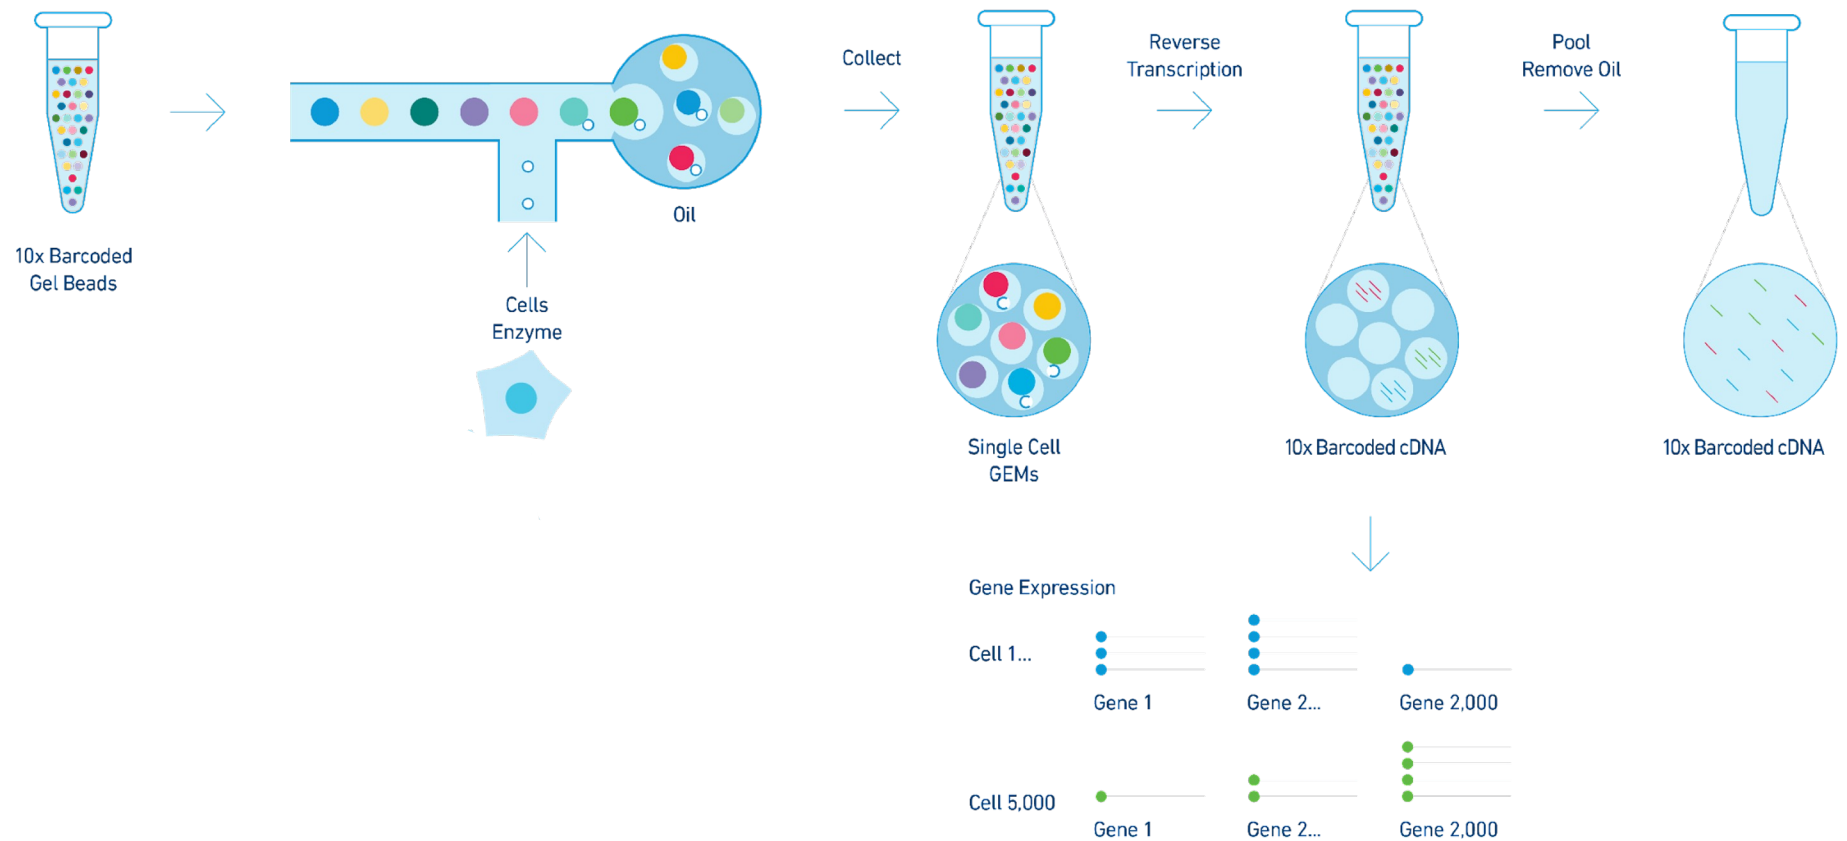 10x Barcoded
Gel Beads
Oil
Cells
Enzyme
Collect
Single Cell
GEMs
Reverse
Transcription
10x Barcoded cDNA
Pool
Remove Oil
10x Barcoded cDNA
Gene Expression
Cell 1...
Gene 1
Gene 2...
Gene 2,000
Cell 5,000
Gene 1
Gene 2...
Gene 2,000